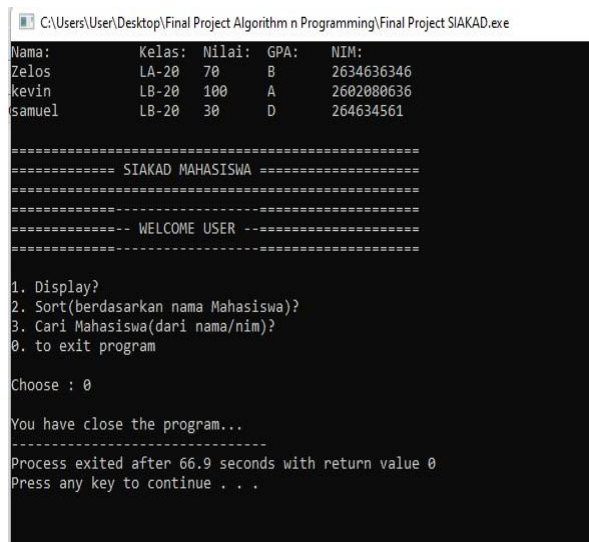 C:\Users\User\Desktop\Final Project Algorithm n Programming\Final Project SIAKAD.exe
Nama: Kelas: Nilai: GPA: NIM:
Zelos LA-20 70 B 2634636346
kevin LB-20 100 A 2602080636
samuel LB-20 30 D 264634561
===================================================
============= SIAKAD MAHASISWA ====================
===================================================
=============------------------====================
=============-- WELCOME USER --====================
=============------------------====================
1. Display?
2. Sort(berdasarkan nama Mahasiswa)?
3. Cari Mahasiswa(dari nama/nim)?
0. to exit program
Choose : 0
You have close the program...
--------------------------------
Process exited after 66.9 seconds with return value 0
Press any key to continue . . .